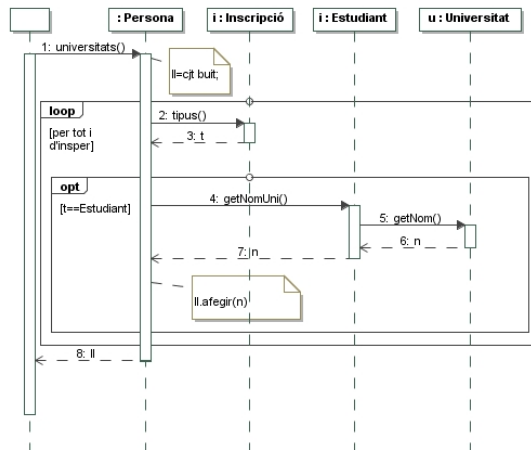 : Persona
i : Inscripció
i : Estudiant
u : Universitat
1: universitats()
ll=cjt buit;
loop
[per tot i
d'insper]
2: tipus()
3: t
opt
[t==Estudiant]
4: getNomUni()
5: getNom()
6: n
7: n
ll.afegir(n)
8: ll